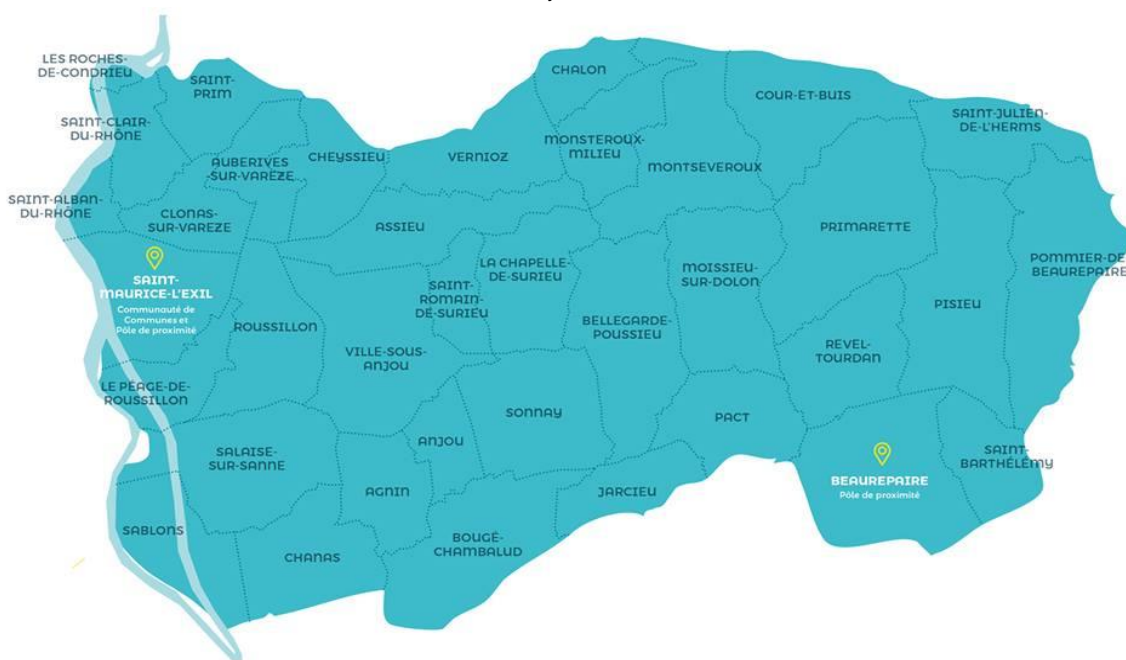 LES ROCHES-
DE-CONDRIEU
SAINT-
PRIM
CHALON
COUR-ET-BUIS
SAINT-JULIEN-
DE-L'HERMS
SAINT-CLAIR-
DU-RHÔNE
AUBERIVES
-SUR-VARÈZE
CHEYSSIEU
VERNIOZ
MONSTEROUX-
MILIEU
MONTSEVEROUX
SAINT-ALBAN-
DU-RHÔNE
CLONAS-
SUR-VAREZE
ASSIEU
PRIMARETTE
LA CHAPELLE-
DE-SURIEU
MOISSIEU-
SUR-DOLON
POMMIER-DE-
BEAUREPAIRE
SAINT-
MAURICE-L'EXIL
Communauté de
Communes et
Pôle de proximité
SAINT-
ROMAIN-
DE-SURIEU
PISIEU
ROUSSILLON
BELLEGARDE-
POUSSIEU
VILLE-SOUS-
ANJOU
REVEL-
TOURDAN
LE PÉAGE-DE-
ROUSSILLON
SONNAY
PACT
ANJOU
SALAISE-
SUR-SANNE
SAINT-
BARTHÉLÉMY
BEAUREPAIRE
Pôle de proximité
AGNIN
JARCIEU
SABLONS
BOUGÉ-
CHAMBALUD
CHANAS